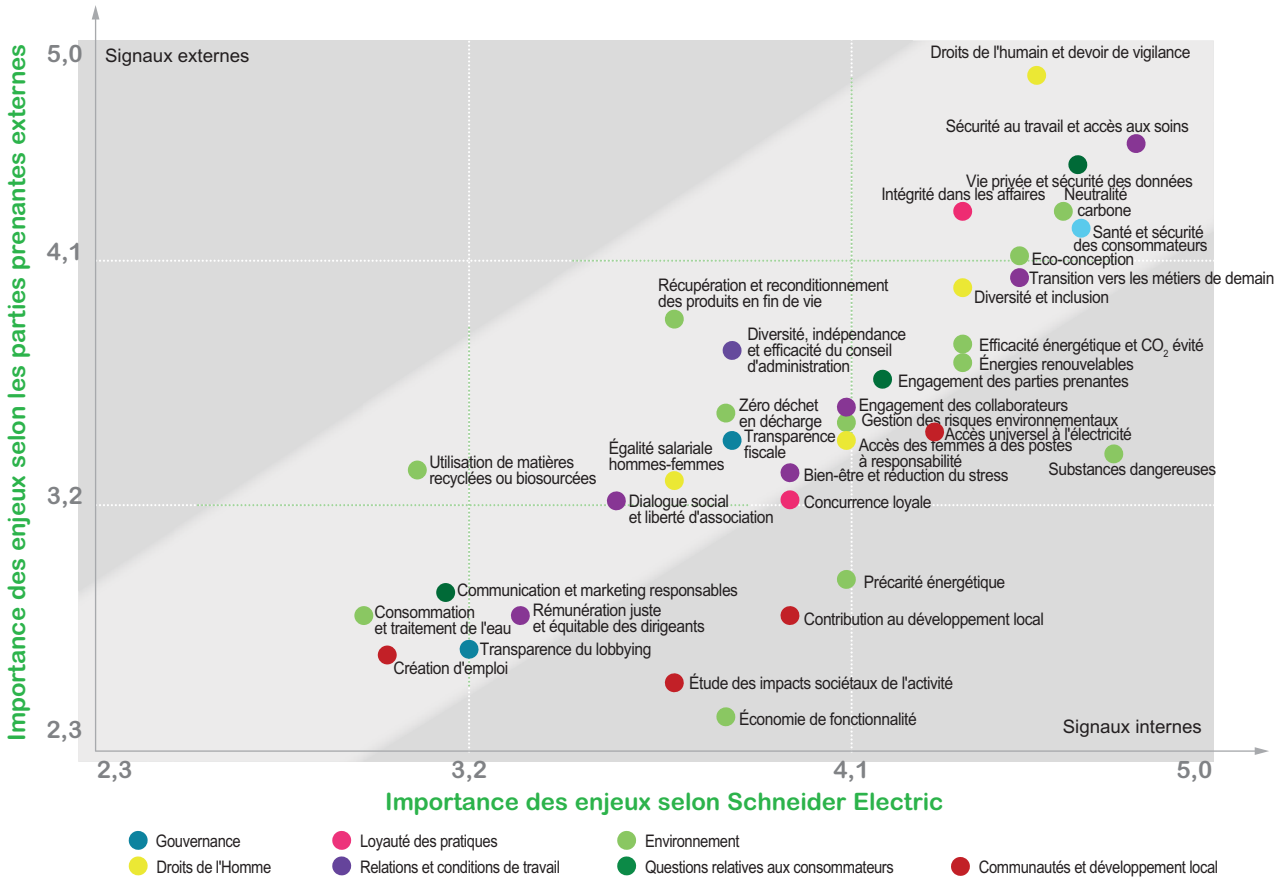 Importance des enjeux selon les parties prenantes externes
5,0
4,1
3,2
2,3
Signaux externes
Droits de l'humain et devoir de vigilance
Sécurité au travail et accès aux soins
Vie privée et sécurité des données
Intégrité dans les affaires
Neutralité
carbone
Santé et sécurité
des consommateurs
Eco-conception
Transition vers les métiers de demain
Diversité et inclusion
Récupération et reconditionnement
des produits en fin de vie
Diversité, indépendance
et efficacité du conseil
d'administration
Efficacité énergétique et CO2 évité
Énergies renouvelables
Engagement des parties prenantes
Zéro déchet
en décharge
Engagement des collaborateurs
Gestion des risques environnementaux
Transparence
fiscale
Accès universel à l'électricité
Accès des femmes à des postes
à responsabilité
Égalité salariale
hommes-femmes
Utilisation de matières
recyclées ou biosourcées
Substances dangereuses
Bien-être et réduction du stress
Dialogue social
et liberté d'association
Concurrence loyale
Précarité énergétique
Communication et marketing responsables
Consommation
et traitement de l'eau
Rémunération juste
et équitable des dirigeants
Contribution au développement local
Transparence du lobbying
Création d'emploi
Étude des impacts sociétaux de l'activité
Économie de fonctionnalité
Signaux internes
2,3
3,2
4,1
5,0
Importance des enjeux selon Schneider Electric
Gouvernance
Loyauté des pratiques
Environnement
Droits de l'Homme
Relations et conditions de travail
Questions relatives aux consommateurs
Communautés et développement local